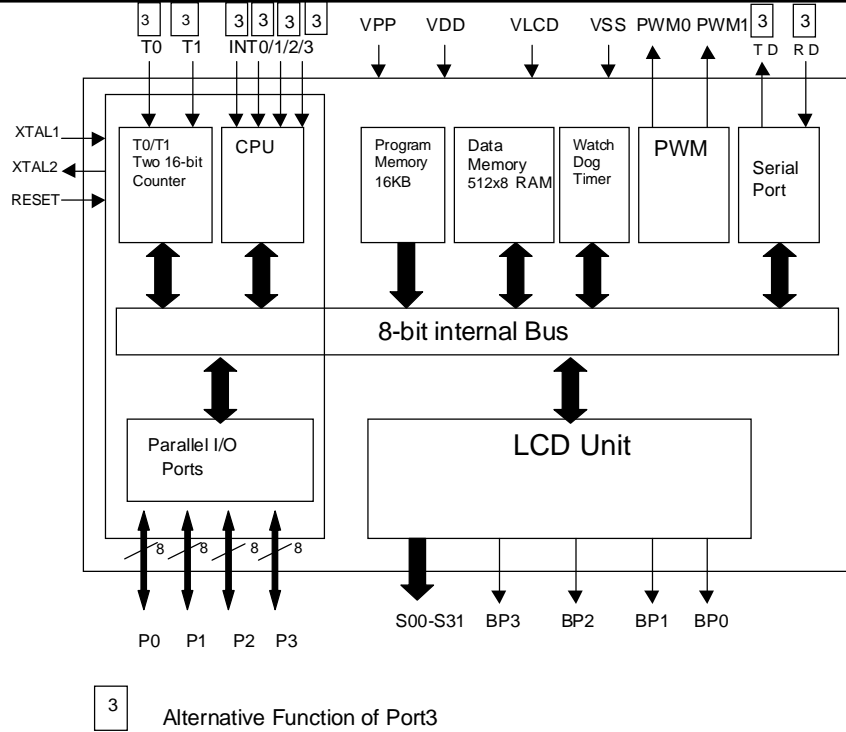 3 3 3 3 3 3 VPP VDD VLCD VSS PWM0 PWM1 3 3
T0 T1 INT0/1/2/3 TD RD
XTAL1
XTAL2
RESET
T0/T1
Two 16-bit
Counter
CPU
Program
Memory
16KB
Data
Memory
512x8 RAM
Watch
Dog
Timer
PWM
Serial
Port
8-bit internal Bus
Parallel I/O
Ports
LCD Unit
8 8 8 8
P0 P1 P2 P3
S00-S31 BP3 BP2 BP1 BP0
3 Alternative Function of Port3